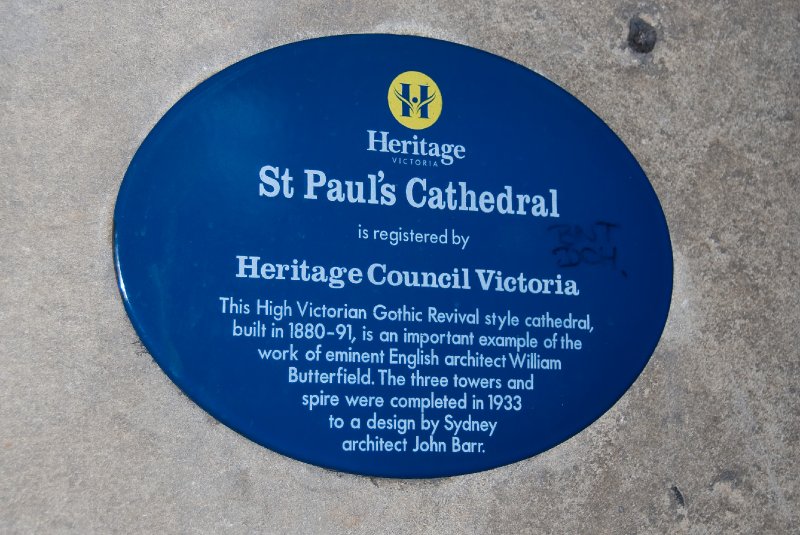 H
Heritage
VICTORIA
St Paul's Cathedral
is registered by
Heritage Council Victoria
This High Victorian Gothic Revival style cathedral,
built in 1880-91, is an important example of the
work of eminent English architect William
Butterfield. The three towers and
spire were completed in 1933
to a design by Sydney
architect John Barr.